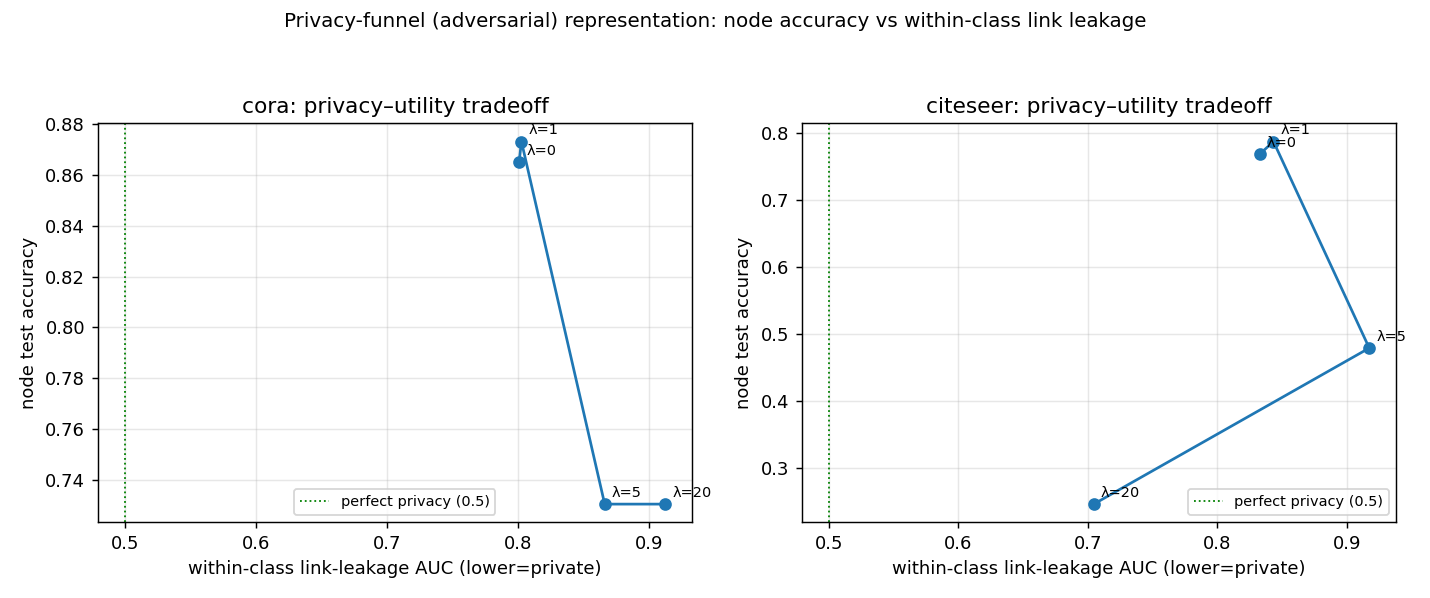 Privacy-funnel (adversarial) representation: node accuracy vs within-class link leakage
cora: privacy–utility tradeoff
node test accuracy
0.88
0.86
0.84
0.82
0.80
0.78
0.76
0.74
λ=1
λ=0
λ=5
λ=20
perfect privacy (0.5)
0.5
0.6
0.7
0.8
0.9
within-class link-leakage AUC (lower=private)
citeseer: privacy–utility tradeoff
node test accuracy
0.8
0.7
0.6
0.5
0.4
0.3
λ=1
λ=0
λ=5
λ=20
perfect privacy (0.5)
0.5
0.6
0.7
0.8
0.9
within-class link-leakage AUC (lower=private)